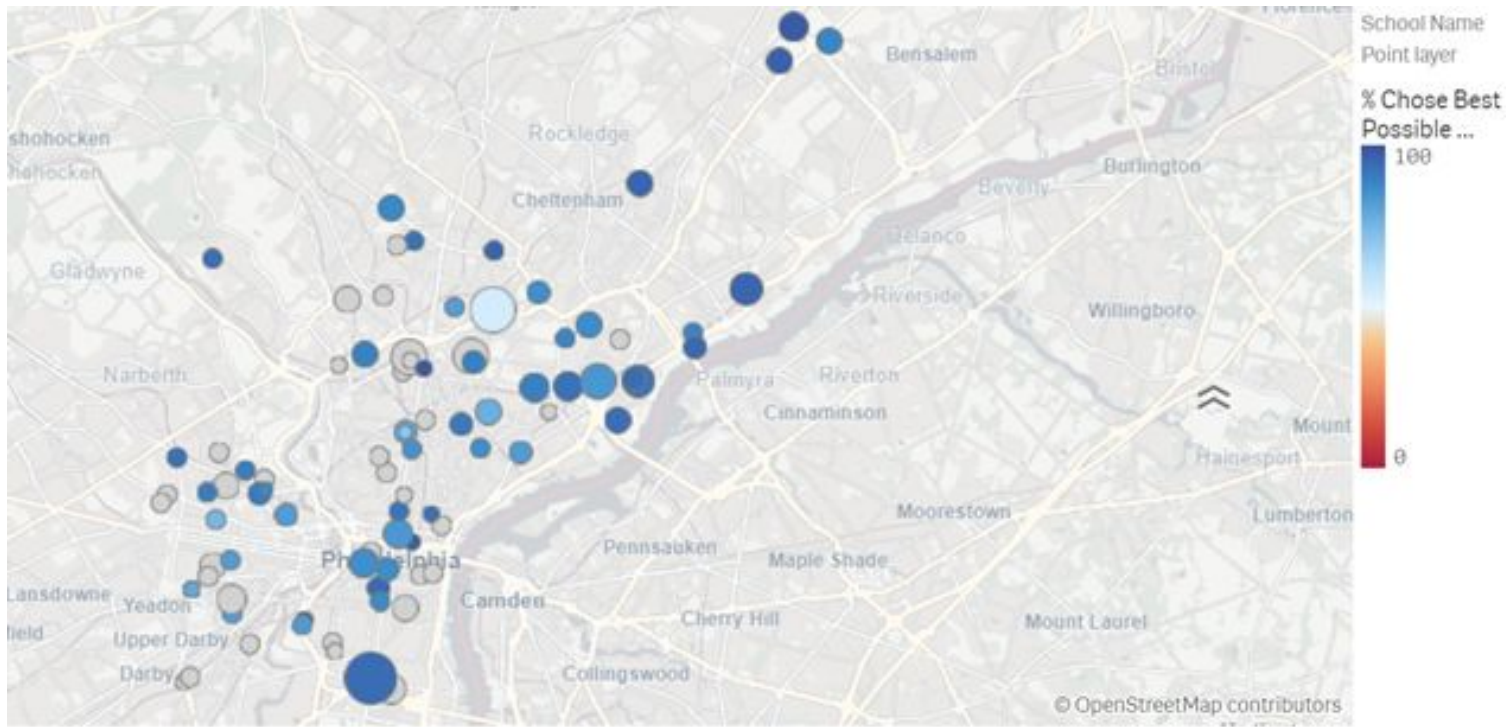 School Name
Point layer
% Chose Best
Possible ...
100
0
Bensalem
Bristol
shohocken
Rockledge
Burlington
Beverly
Cheltenham
Delanco
Gladwyne
Riverside
Willingboro
Narberth
Palmyra
Riverton
Cinnaminson
Mount
Hainesport
Moorestown
Lumberton
Pennsauken
Maple Shade
Philadelphia
Lansdowne
Yeadon
Camden
Cherry Hill
Mount Laurel
field
Upper Darby
Darby
Collingswood
© OpenStreetMap contributors